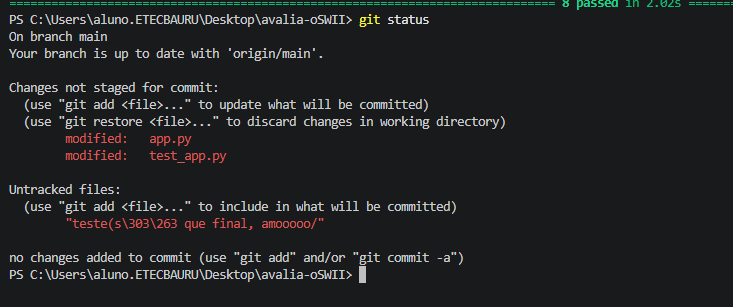 ============================== 8 passed in 2.02s ==============================
PS C:\Users\aluno.ETECBAURU\Desktop\avalia-oSWII> git status
On branch main
Your branch is up to date with 'origin/main'.

Changes not staged for commit:
  (use "git add <file>..." to update what will be committed)
  (use "git restore <file>..." to discard changes in working directory)
        modified:   app.py
        modified:   test_app.py

Untracked files:
  (use "git add <file>..." to include in what will be committed)
        "teste(s\303\263 que final, amooooo/"

no changes added to commit (use "git add" and/or "git commit -a")
PS C:\Users\aluno.ETECBAURU\Desktop\avalia-oSWII>